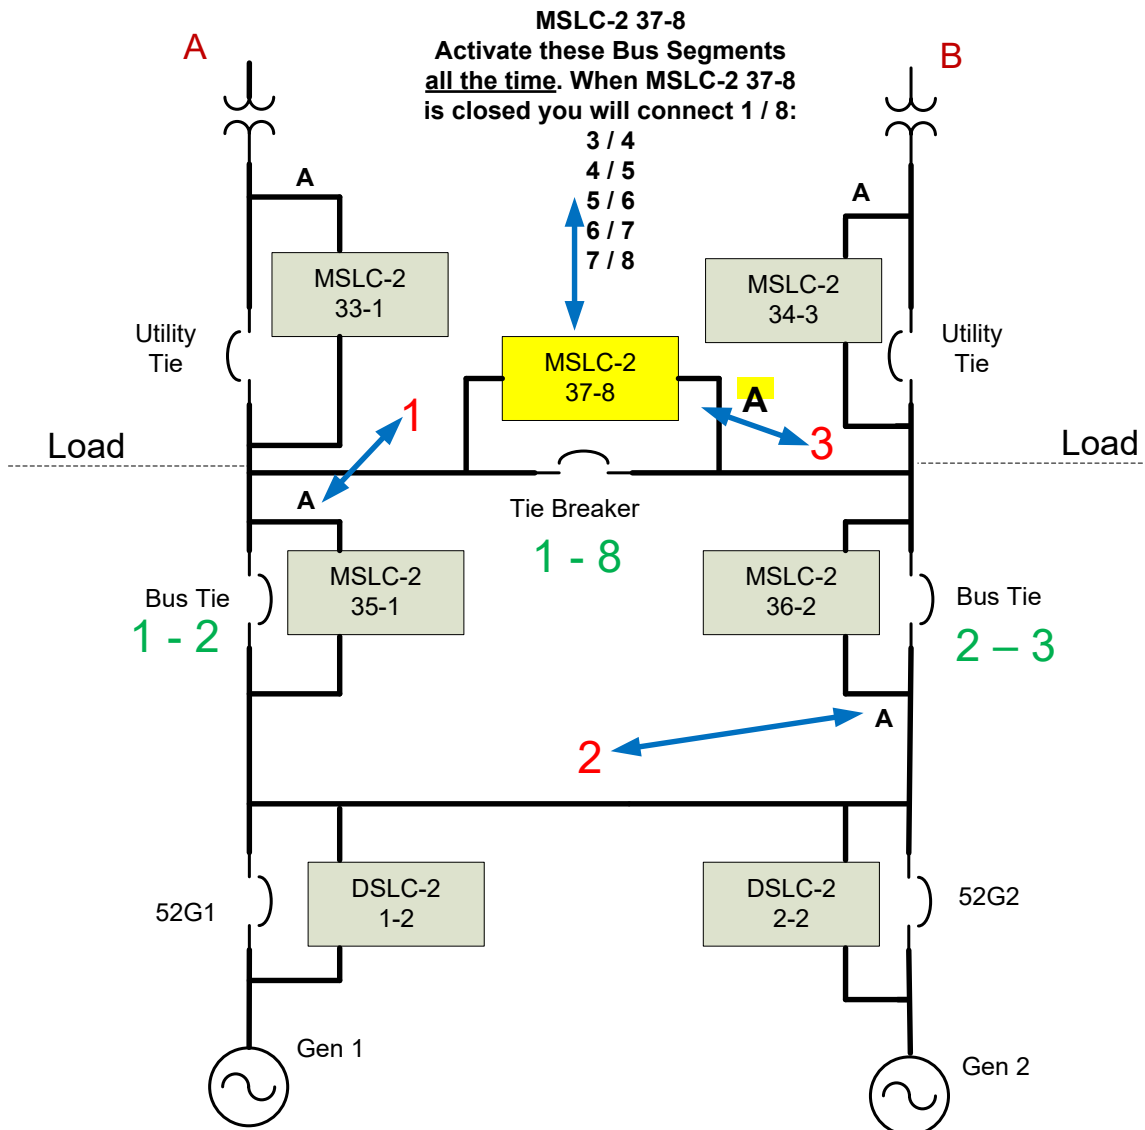 MSLC-2 37-8
Activate these Bus Segments
all the time. When MSLC-2 37-8
is closed you will connect 1 / 8:
3 / 4
4 / 5
5 / 6
6 / 7
7 / 8
A
B
A
A
MSLC-2
33-1
MSLC-2
34-3
Utility
Tie
Utility
Tie
MSLC-2
37-8
A
1
3
Load
Load
A
Tie Breaker
1 - 8
MSLC-2
35-1
MSLC-2
36-2
Bus Tie
1 - 2
Bus Tie
2 – 3
A
2
DSLC-2
1-2
DSLC-2
2-2
52G1
52G2
Gen 1
Gen 2